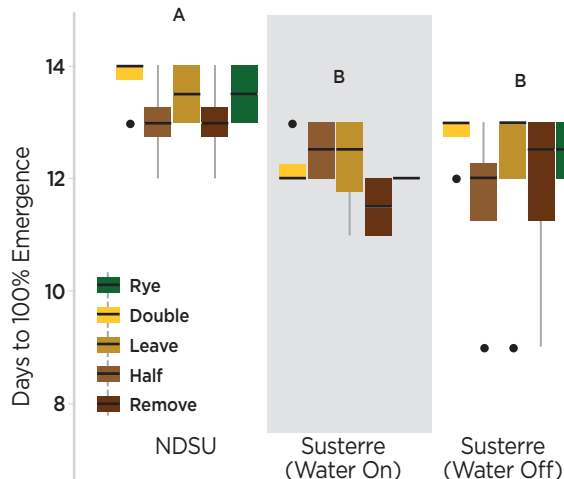 A
B
B
14
12
10
8
Days to 100% Emergence
Rye
Double
Leave
Half
Remove
NDSU
Susterre
(Water On)
Susterre
(Water Off)